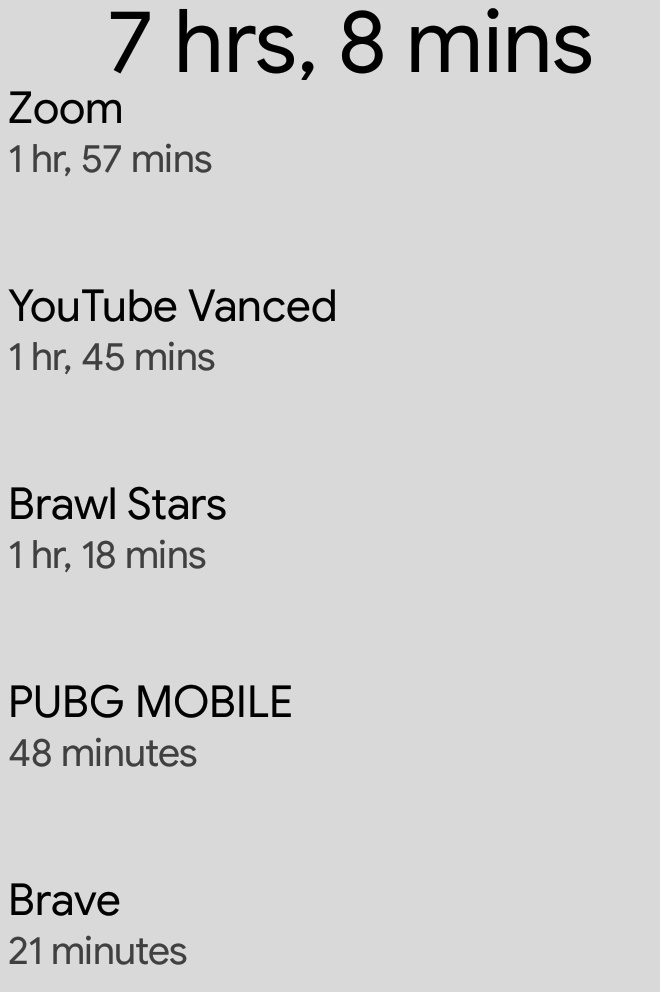 7 hrs, 8 mins
Zoom
1 hr, 57 mins
YouTube Vanced
1 hr, 45 mins
Brawl Stars
1 hr, 18 mins
PUBG MOBILE
48 minutes
Brave
21 minutes